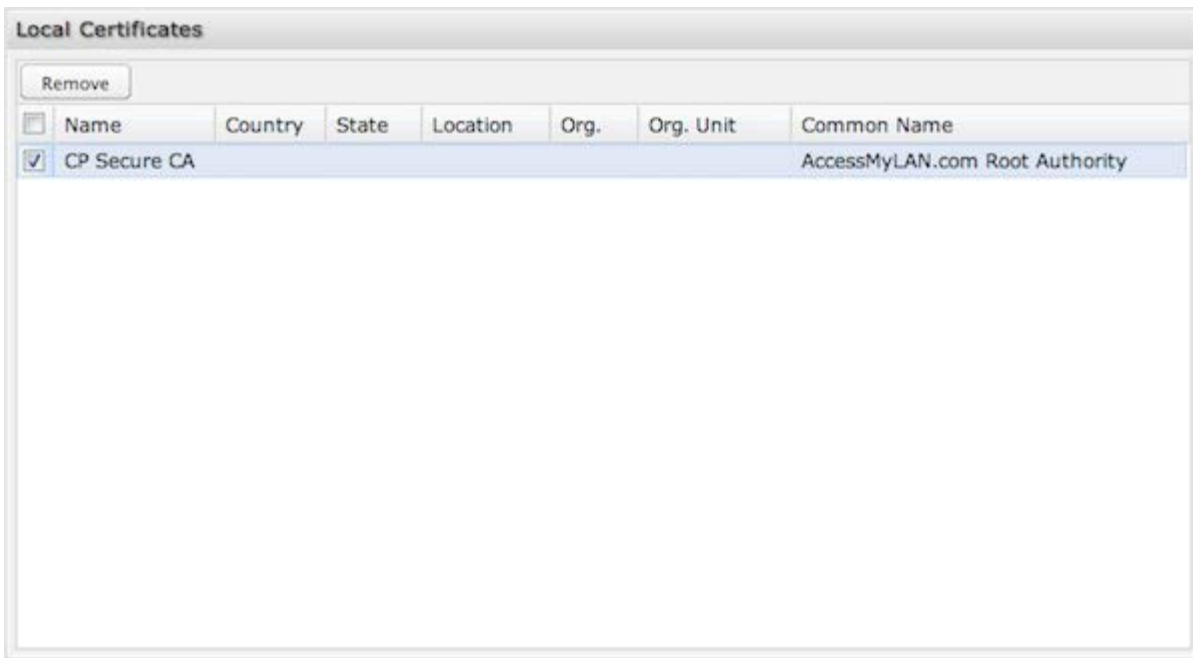 Local Certificates
Remove
Name Country State Location Org. Org. Unit Common Name
CP Secure CA AccessMyLAN.com Root Authority